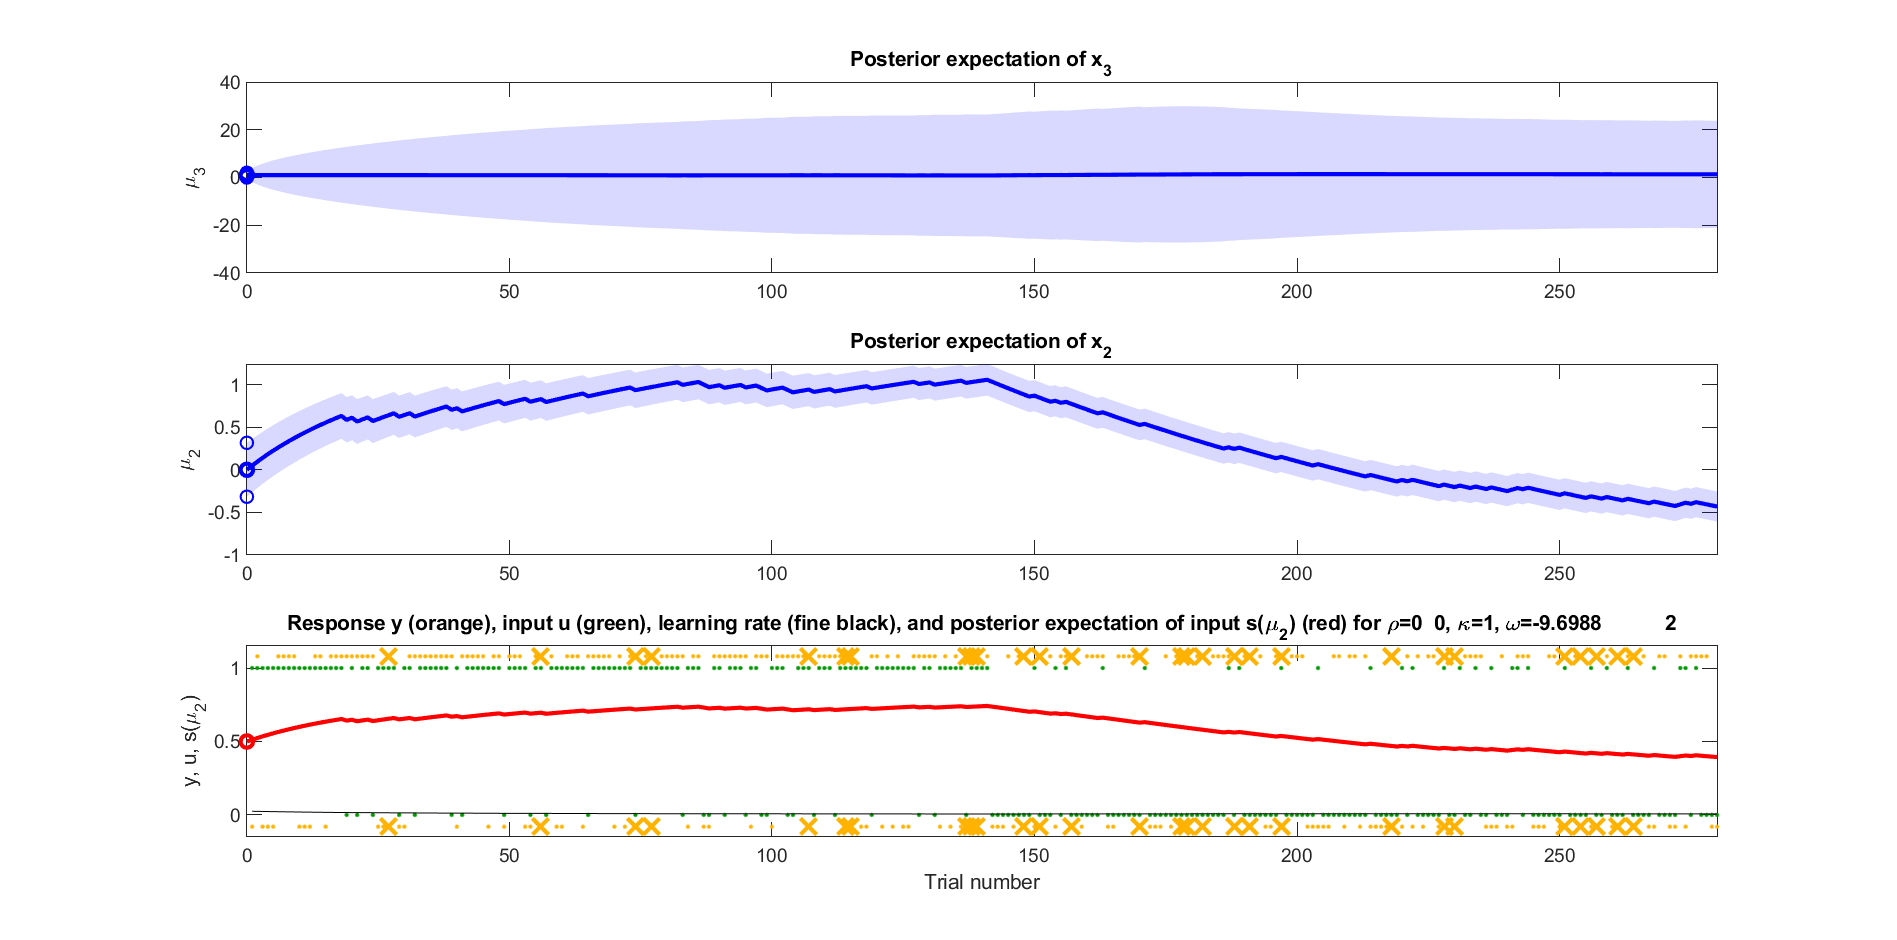 Posterior expectation of x3
40
20
0
-20
-40
μ3
0 50 100 150 200 250
Posterior expectation of x2
1
0.5
0
-0.5
-1
μ2
0 50 100 150 200 250
Response y (orange), input u (green), learning rate (fine black), and posterior expectation of input s(μ2) (red) for ρ=0 0, κ=1, ω=-9.6988 2
1
0.5
0
y, u, s(μ2)
0 50 100 150 200 250
Trial number